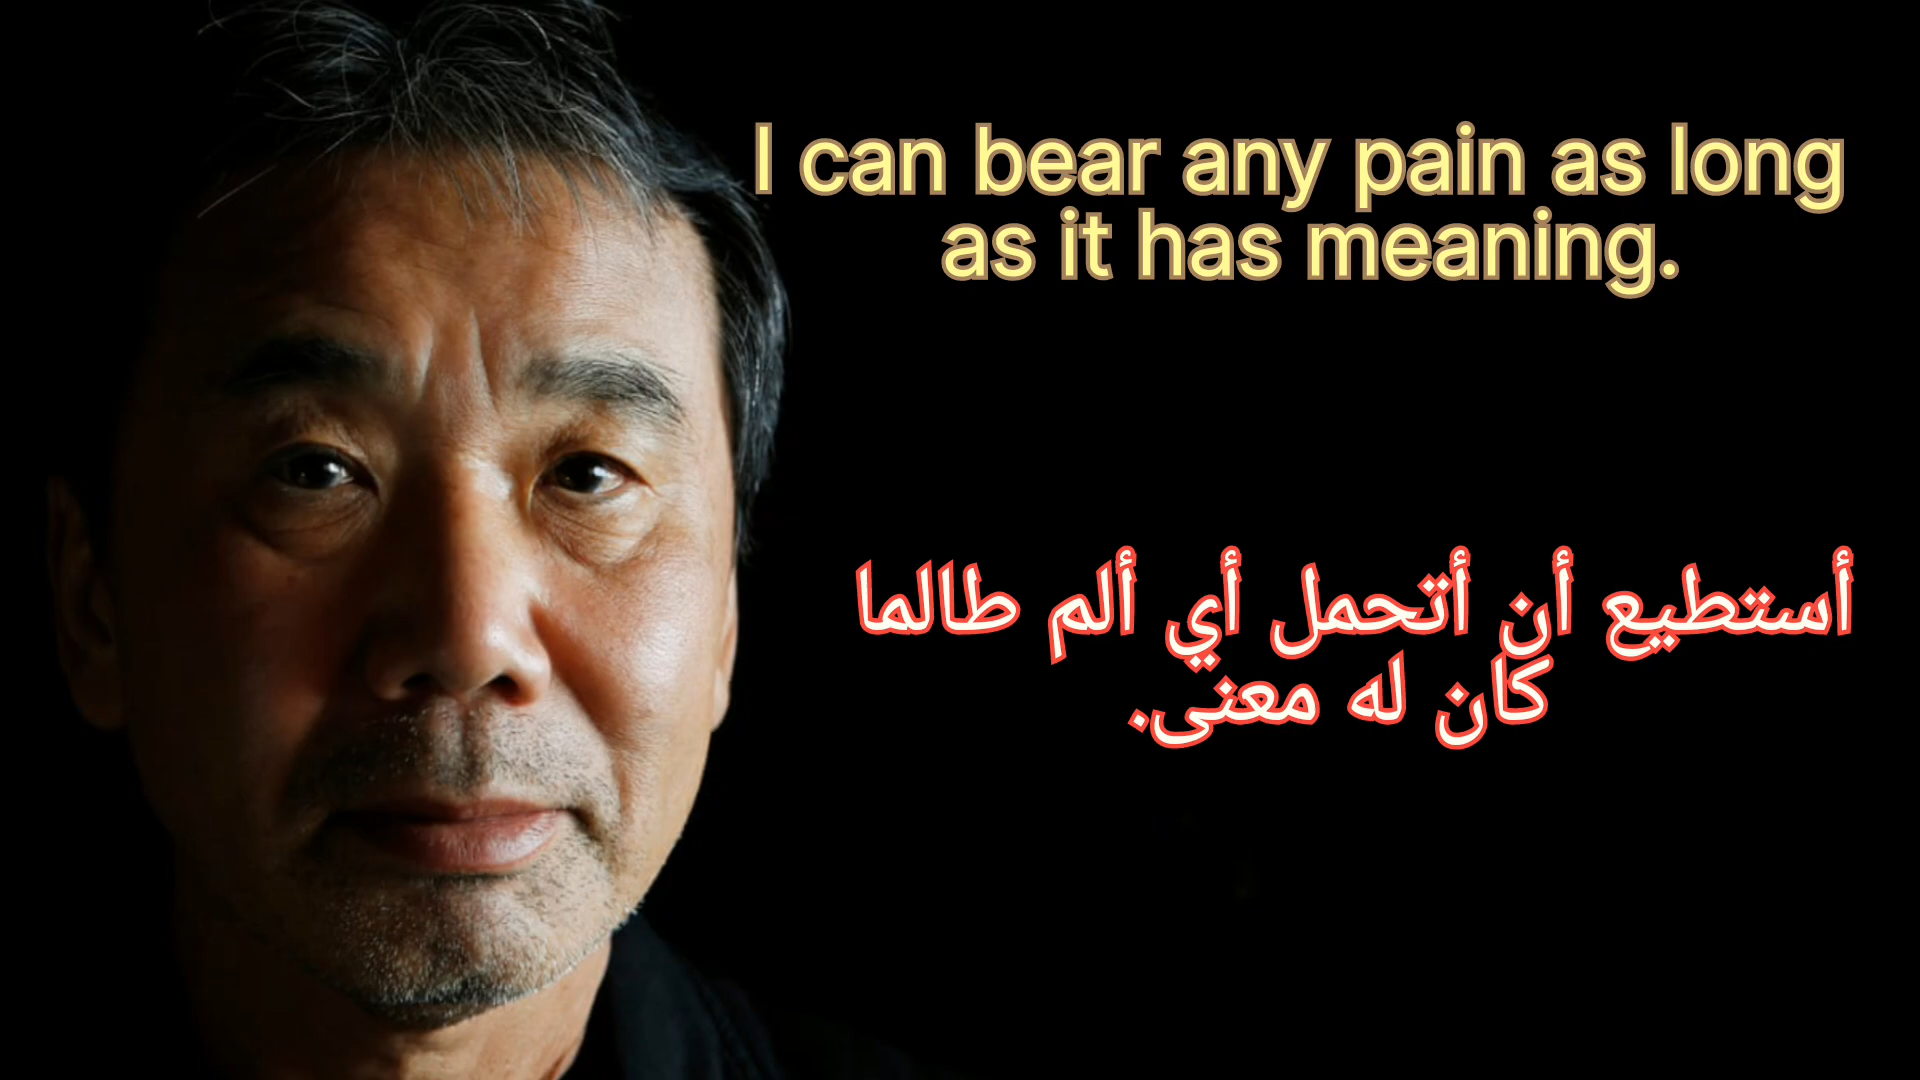 I can bear any pain as long
as it has meaning.
أستطيع أن أتحمل أي ألم طالما
كان له معنى.